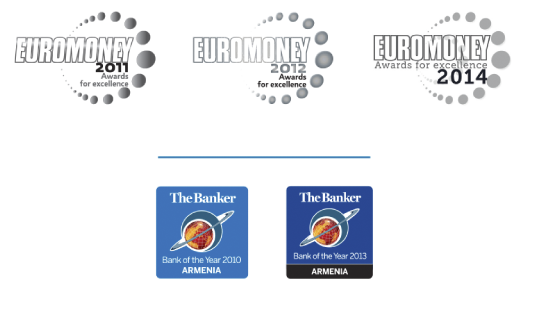 EUROMONEY
2011
Awards
for excellence
EUROMONEY
2012
Awards
for excellence
EUROMONEY
Awards for excellence
2014
The Banker
Bank of the Year 2010
ARMENIA
The Banker
Bank of the Year 2013
ARMENIA